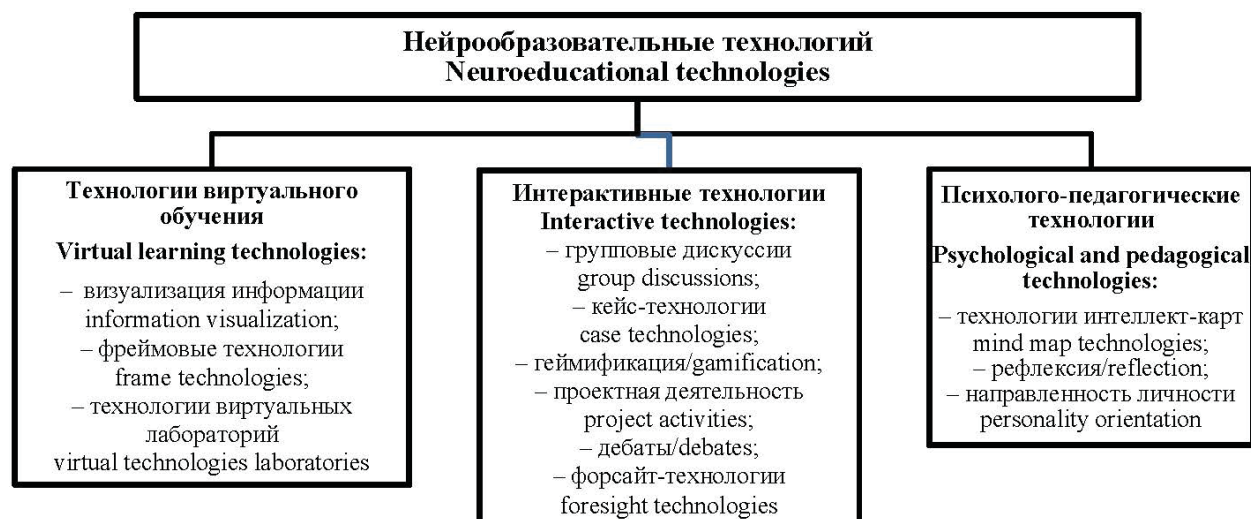 Нейрообразовательные технологий
Neuroeducational technologies
Технологии виртуального
обучения
Virtual learning technologies:
– визуализация информации
information visualization;
– фреймовые технологии
frame technologies;
– технологии виртуальных
лабораторий
virtual technologies laboratories
Интерактивные технологии
Interactive technologies:
– групповые дискуссии
group discussions;
– кейс-технологии
case technologies;
– геймификация/gamification;
– проектная деятельность
project activities;
– дебаты/debates;
– форсайт-технологии
foresight technologies
Психолого-педагогические
технологии
Psychological and pedagogical
technologies:
– технологии интеллект-карт
mind map technologies;
– рефлексия/reflection;
– направленность личности
personality orientation